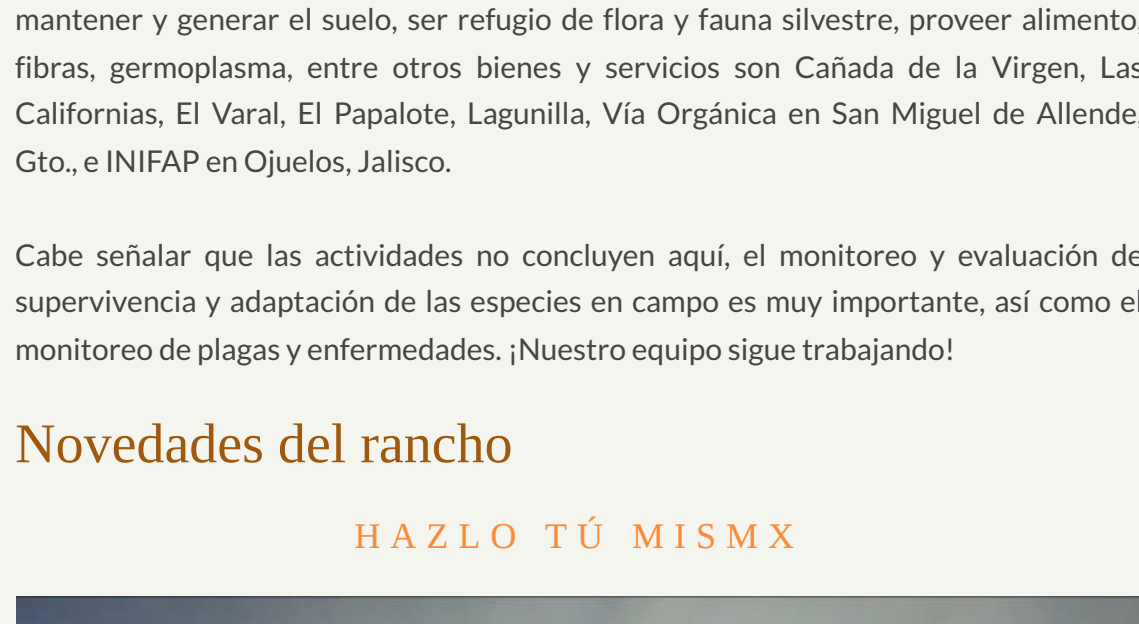 mantener y generar el suelo, ser refugio de flora y fauna silvestre, proveer alimento,
fibras, germoplasma, entre otros bienes y servicios son Cañada de la Virgen, Las
Californias, El Varal, El Papalote, Lagunilla, Vía Orgánica en San Miguel de Allende,
Gto., e INIFAP en Ojuelos, Jalisco.
Cabe señalar que las actividades no concluyen aquí, el monitoreo y evaluación de
supervivencia y adaptación de las especies en campo es muy importante, así como el
monitoreo de plagas y enfermedades. ¡Nuestro equipo sigue trabajando!
Novedades del rancho
HAZLO TÚ MISMX